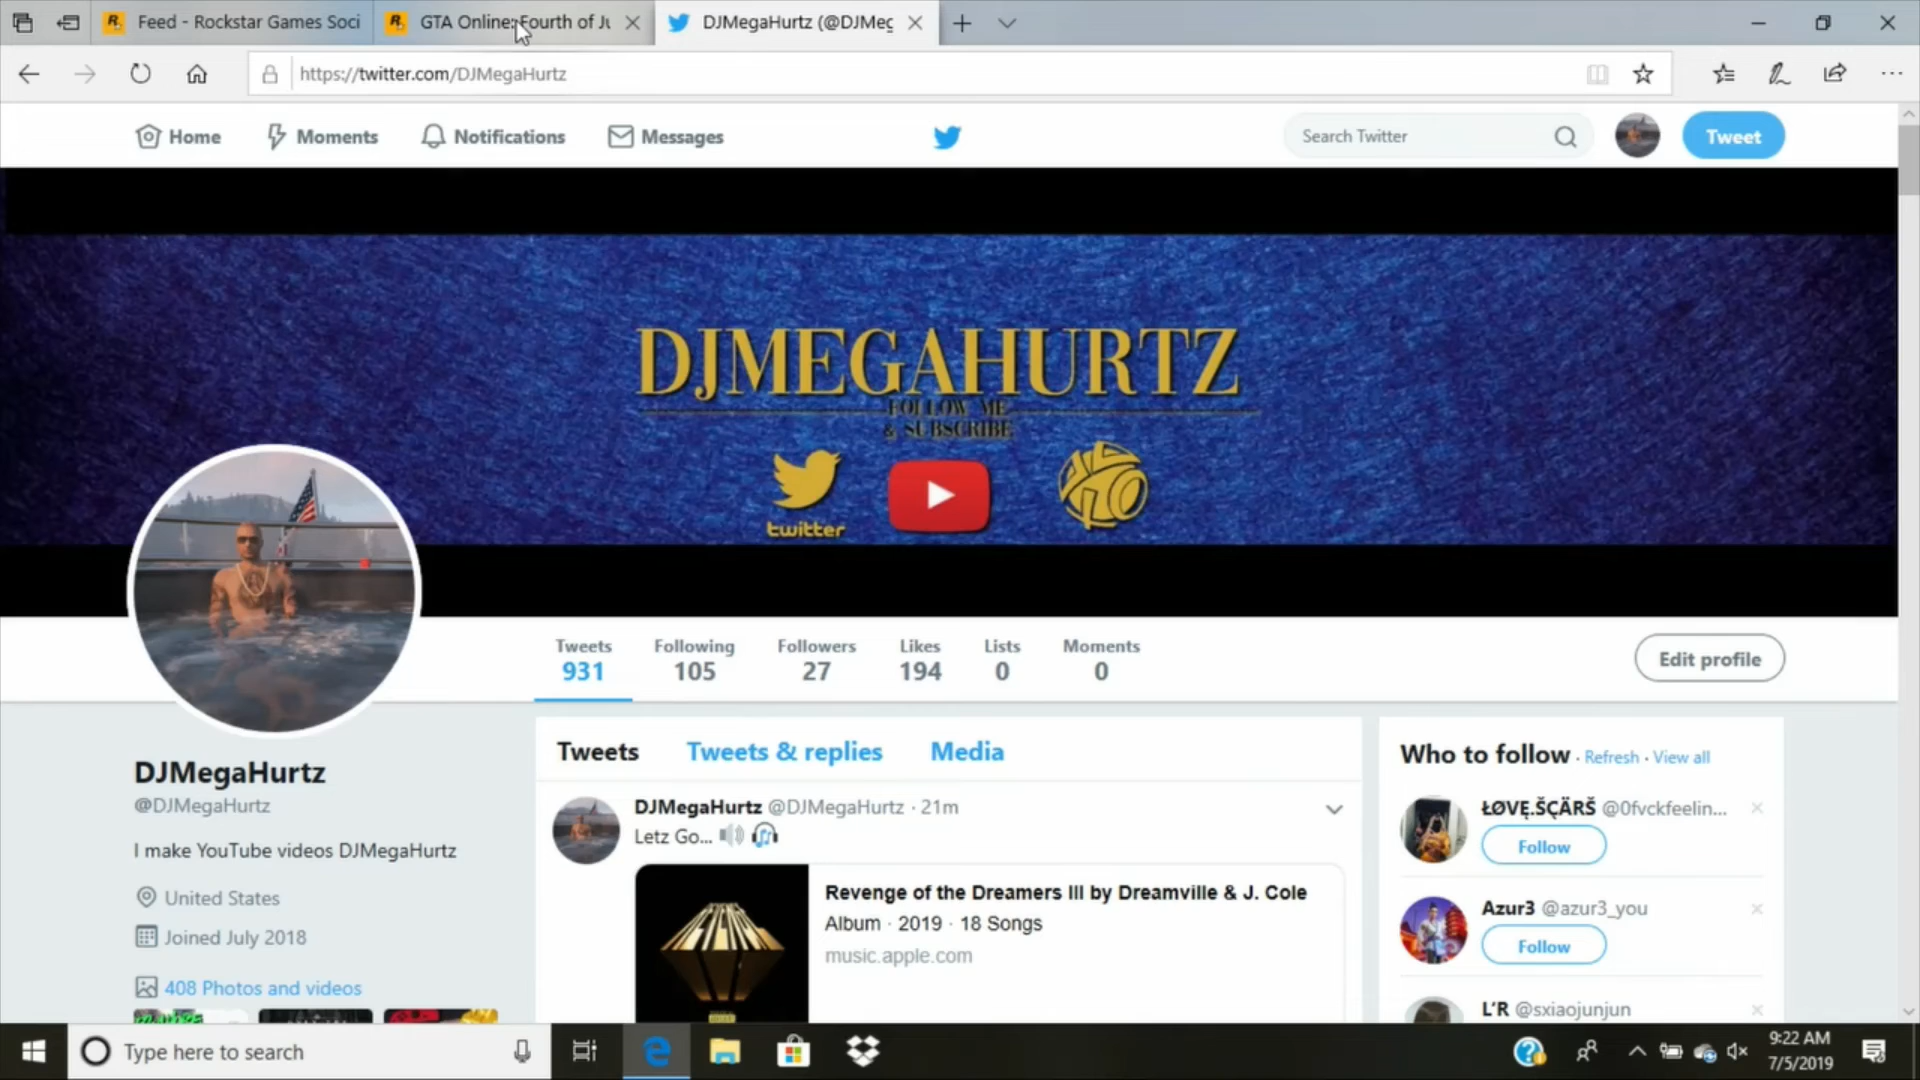 Feed - Rockstar Games Soci
GTA Online: Fourth of Ju
DJMegaHurtz (@DJMeg
https://twitter.com/DJMegaHurtz
Home
Moments
Notifications
Messages
Search Twitter
Tweet
DJMEGAHURTZ
FOLLOW ME
& SUBSCRIBE
twitter
Tweets
931
Following
105
Followers
27
Likes
194
Lists
0
Moments
0
Edit profile
DJMegaHurtz
@DJMegaHurtz
I make YouTube videos DJMegaHurtz
United States
Joined July 2018
408 Photos and videos
Tweets
Tweets & replies
Media
DJMegaHurtz @DJMegaHurtz · 21m
Letz Go...
Revenge of the Dreamers III by Dreamville & J. Cole
Album · 2019 · 18 Songs
music.apple.com
Who to follow · Refresh · View all
ŁØVĘ.ŠÇÄRŠ @0fvckfeelin...
Follow
Azur3 @azur3_you
Follow
L'R @sxiaojunjun
Type here to search
9:22 AM
7/5/2019